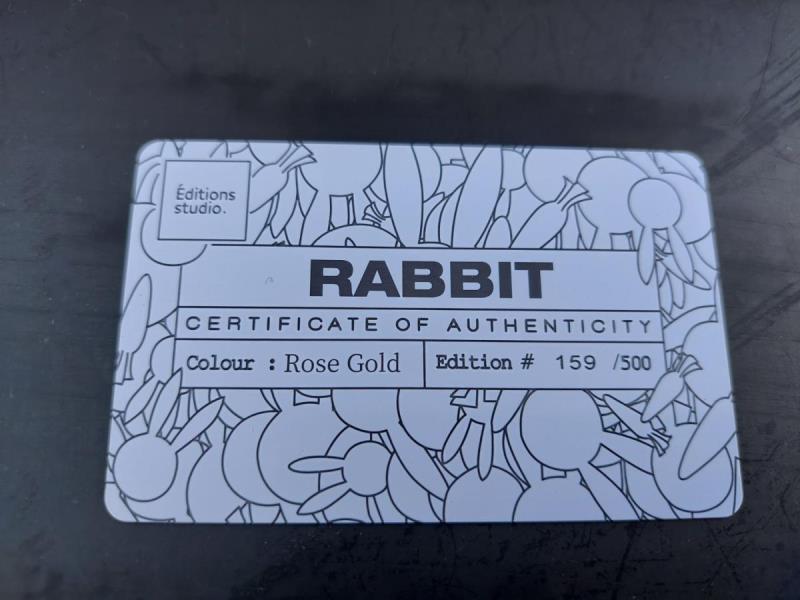 Éditions
studio.
RABBIT
CERTIFICATE OF AUTHENTICITY
Colour : Rose Gold
Edition # 159 /500